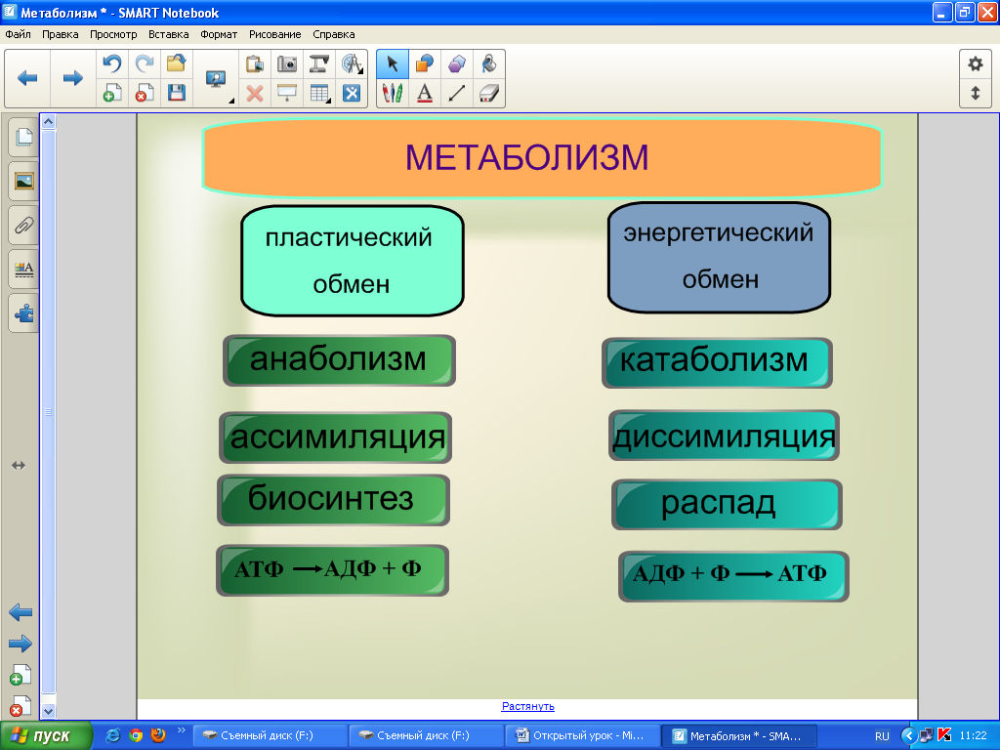 Метаболизм * - SMART Notebook
Файл Правка Просмотр Вставка Формат Рисование Справка
МЕТАБОЛИЗМ
пластический
обмен
энергетический
обмен
анаболизм
катаболизм
ассимиляция
диссимиляция
биосинтез
распад
АТФ → АДФ + Ф
АДФ + Ф → АТФ
Растянуть
пуск
Съемный диск (F:)
Съемный диск (F:)
Открытый урок - Mi...
Метаболизм * - SMA...
RU
11:22